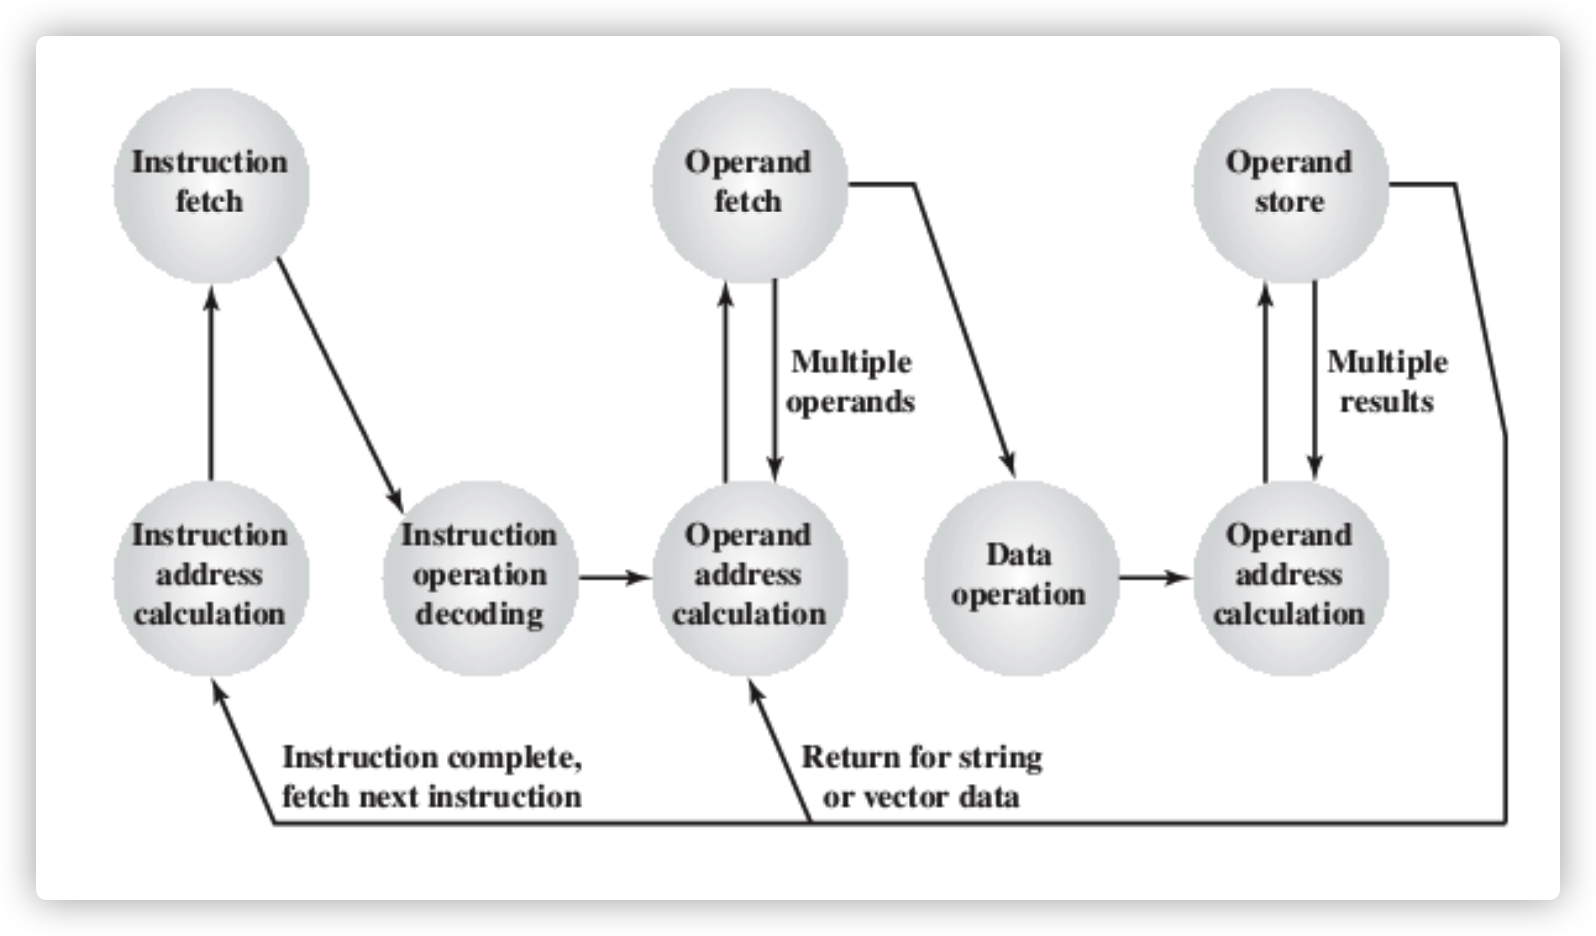 Instruction
fetch
Operand
fetch
Operand
store
Multiple
operands
Multiple
results
Instruction
address
calculation
Instruction
operation
decoding
Operand
address
calculation
Data
operation
Operand
address
calculation
Instruction complete,
fetch next instruction
Return for string
or vector data